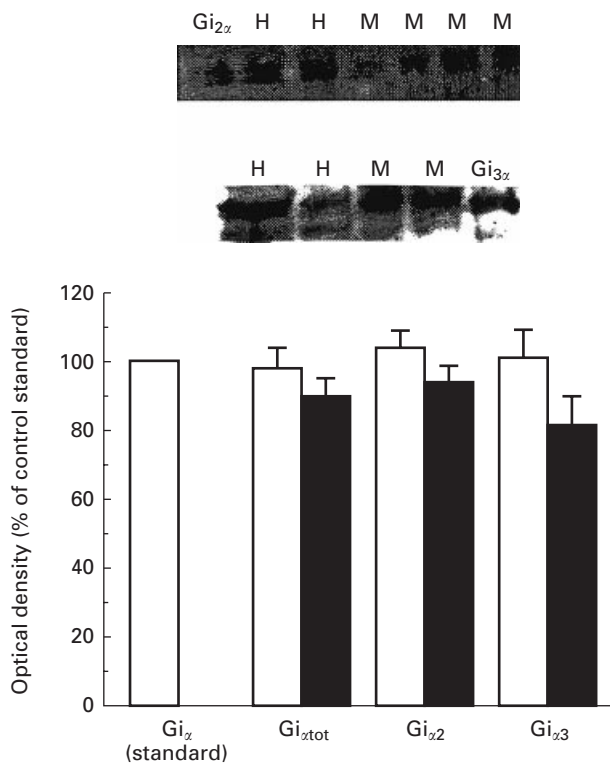 Gi2α H H M M M M
H H M M Gi3α
Optical density (% of control standard)
120
100
80
60
40
20
0
Giα Giαtot Giα2 Giα3
(standard)